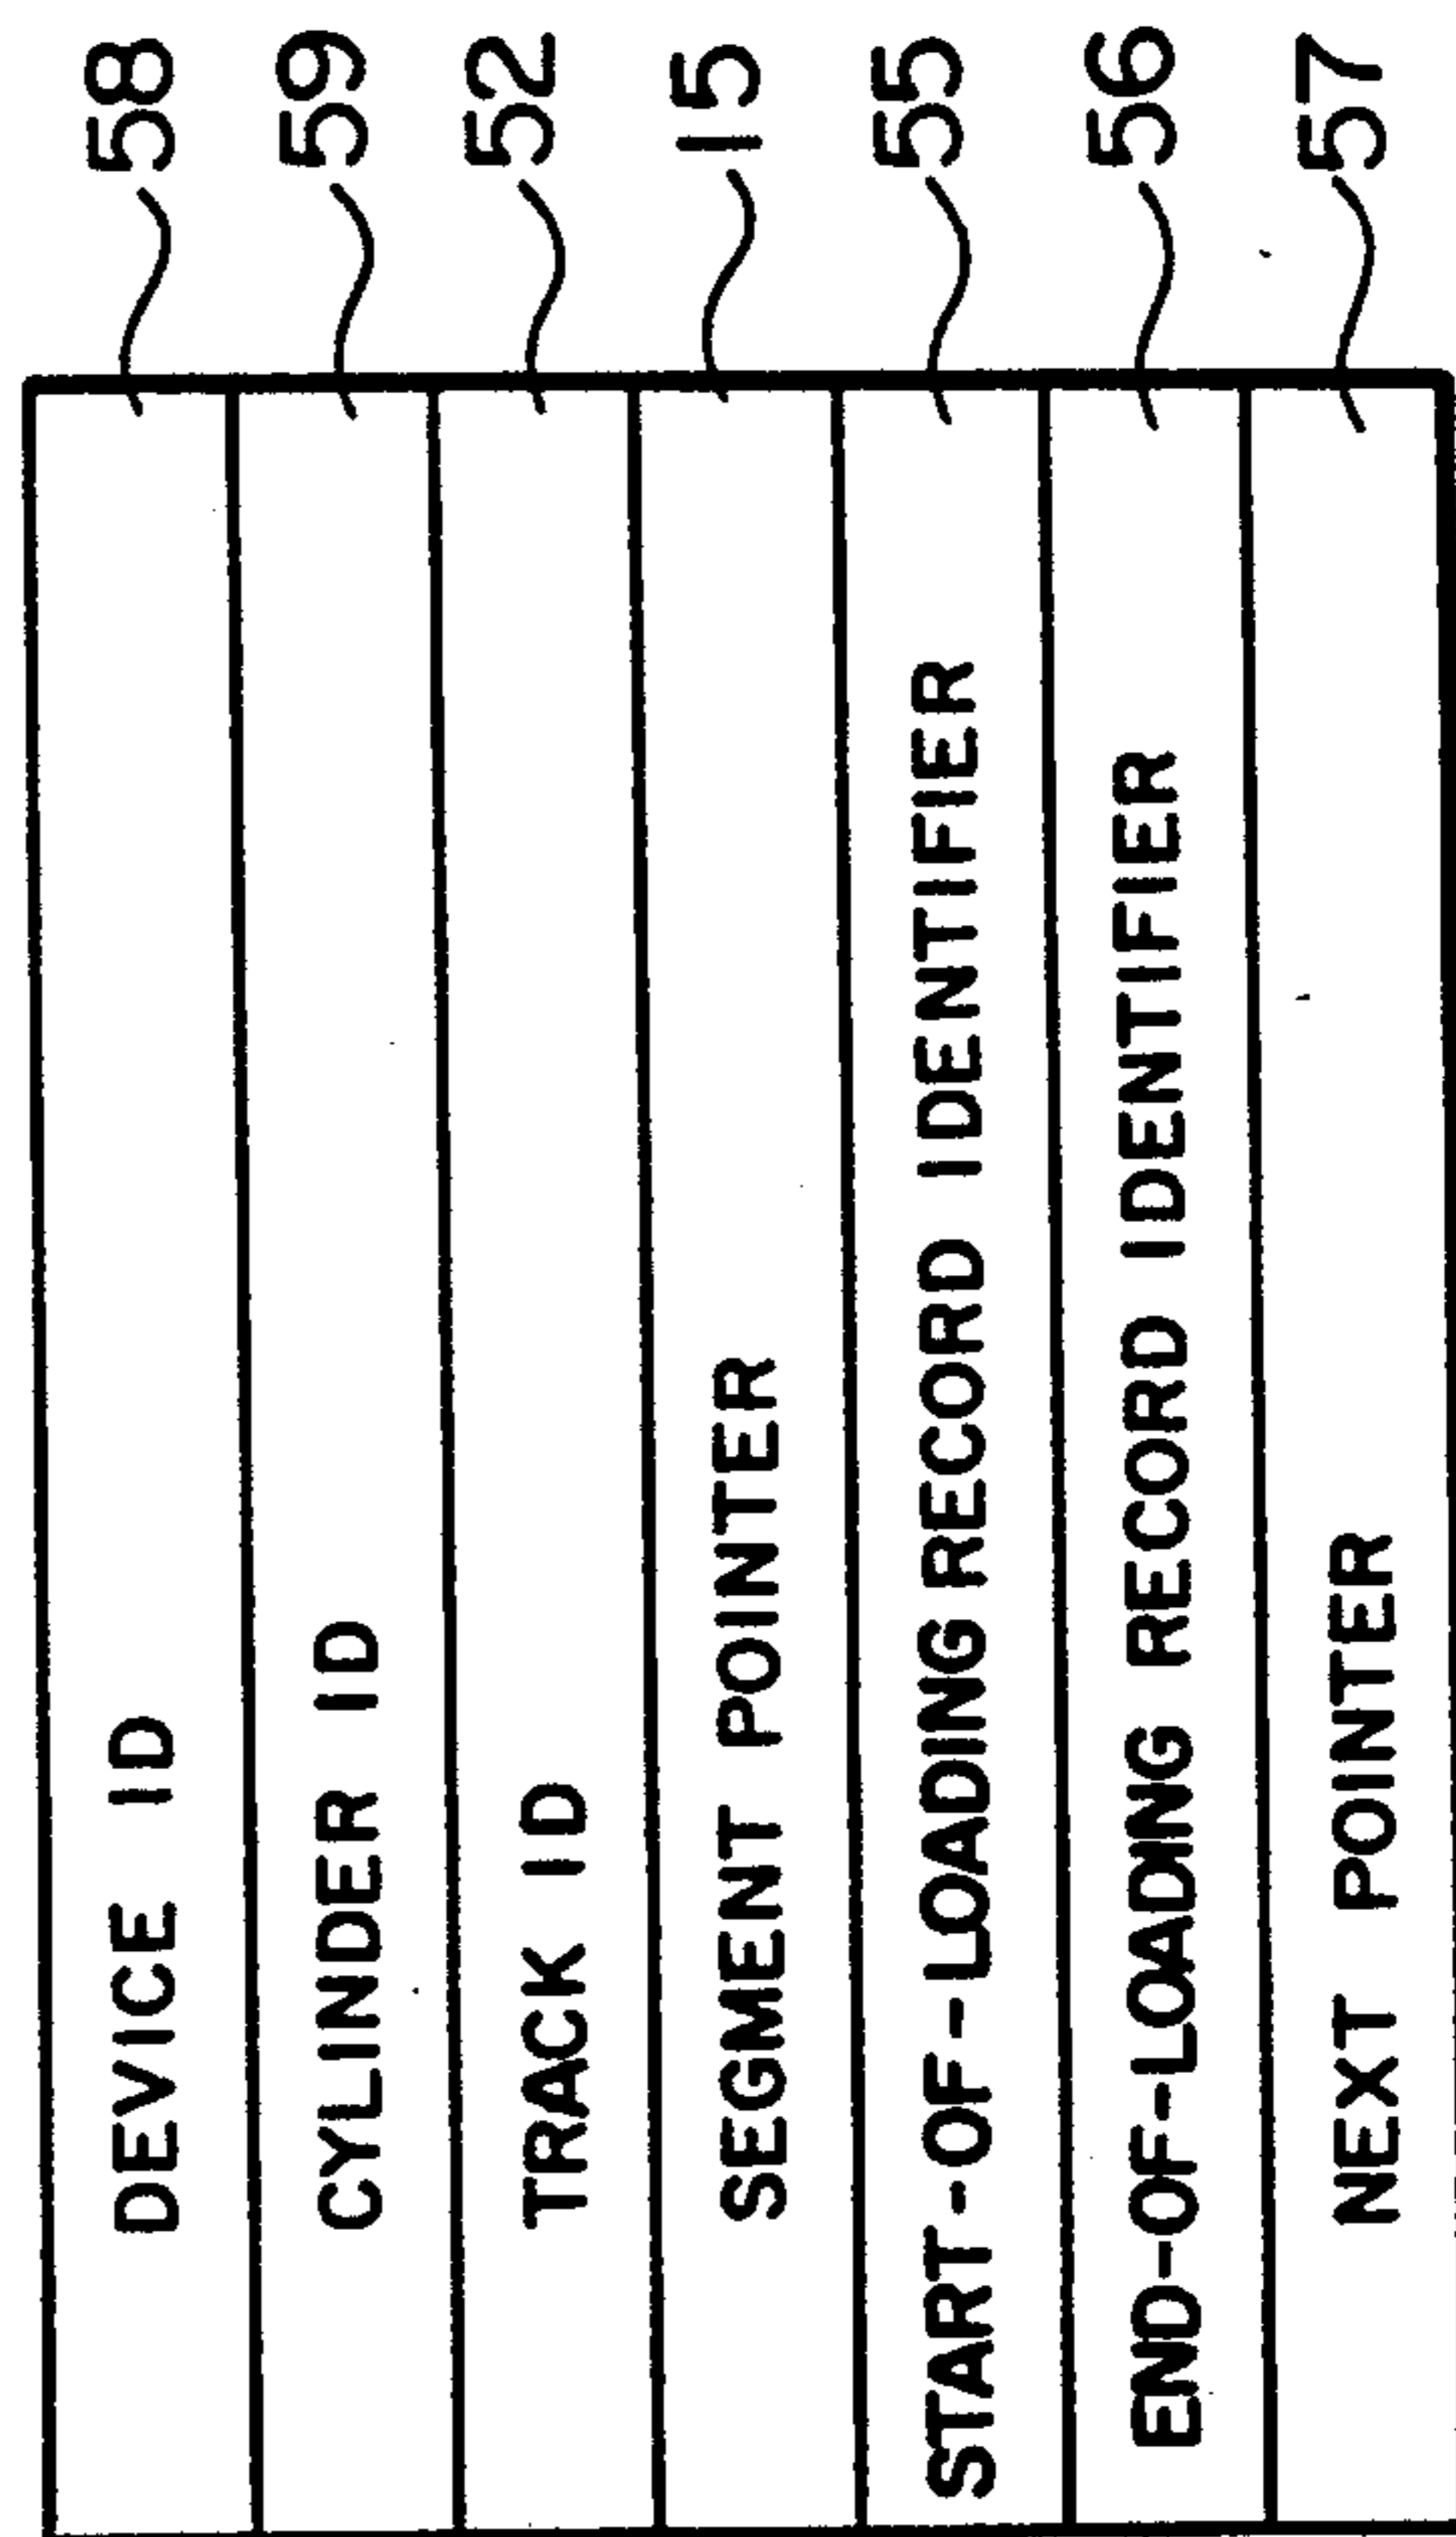 DEVICE ID 58
CYLINDER ID 59
TRACK ID 52
SEGMENT POINTER 15
START-OF-LOADING RECORD IDENTIFIER 55
END-OF-LOADING RECORD IDENTIFIER 56
NEXT POINTER 57